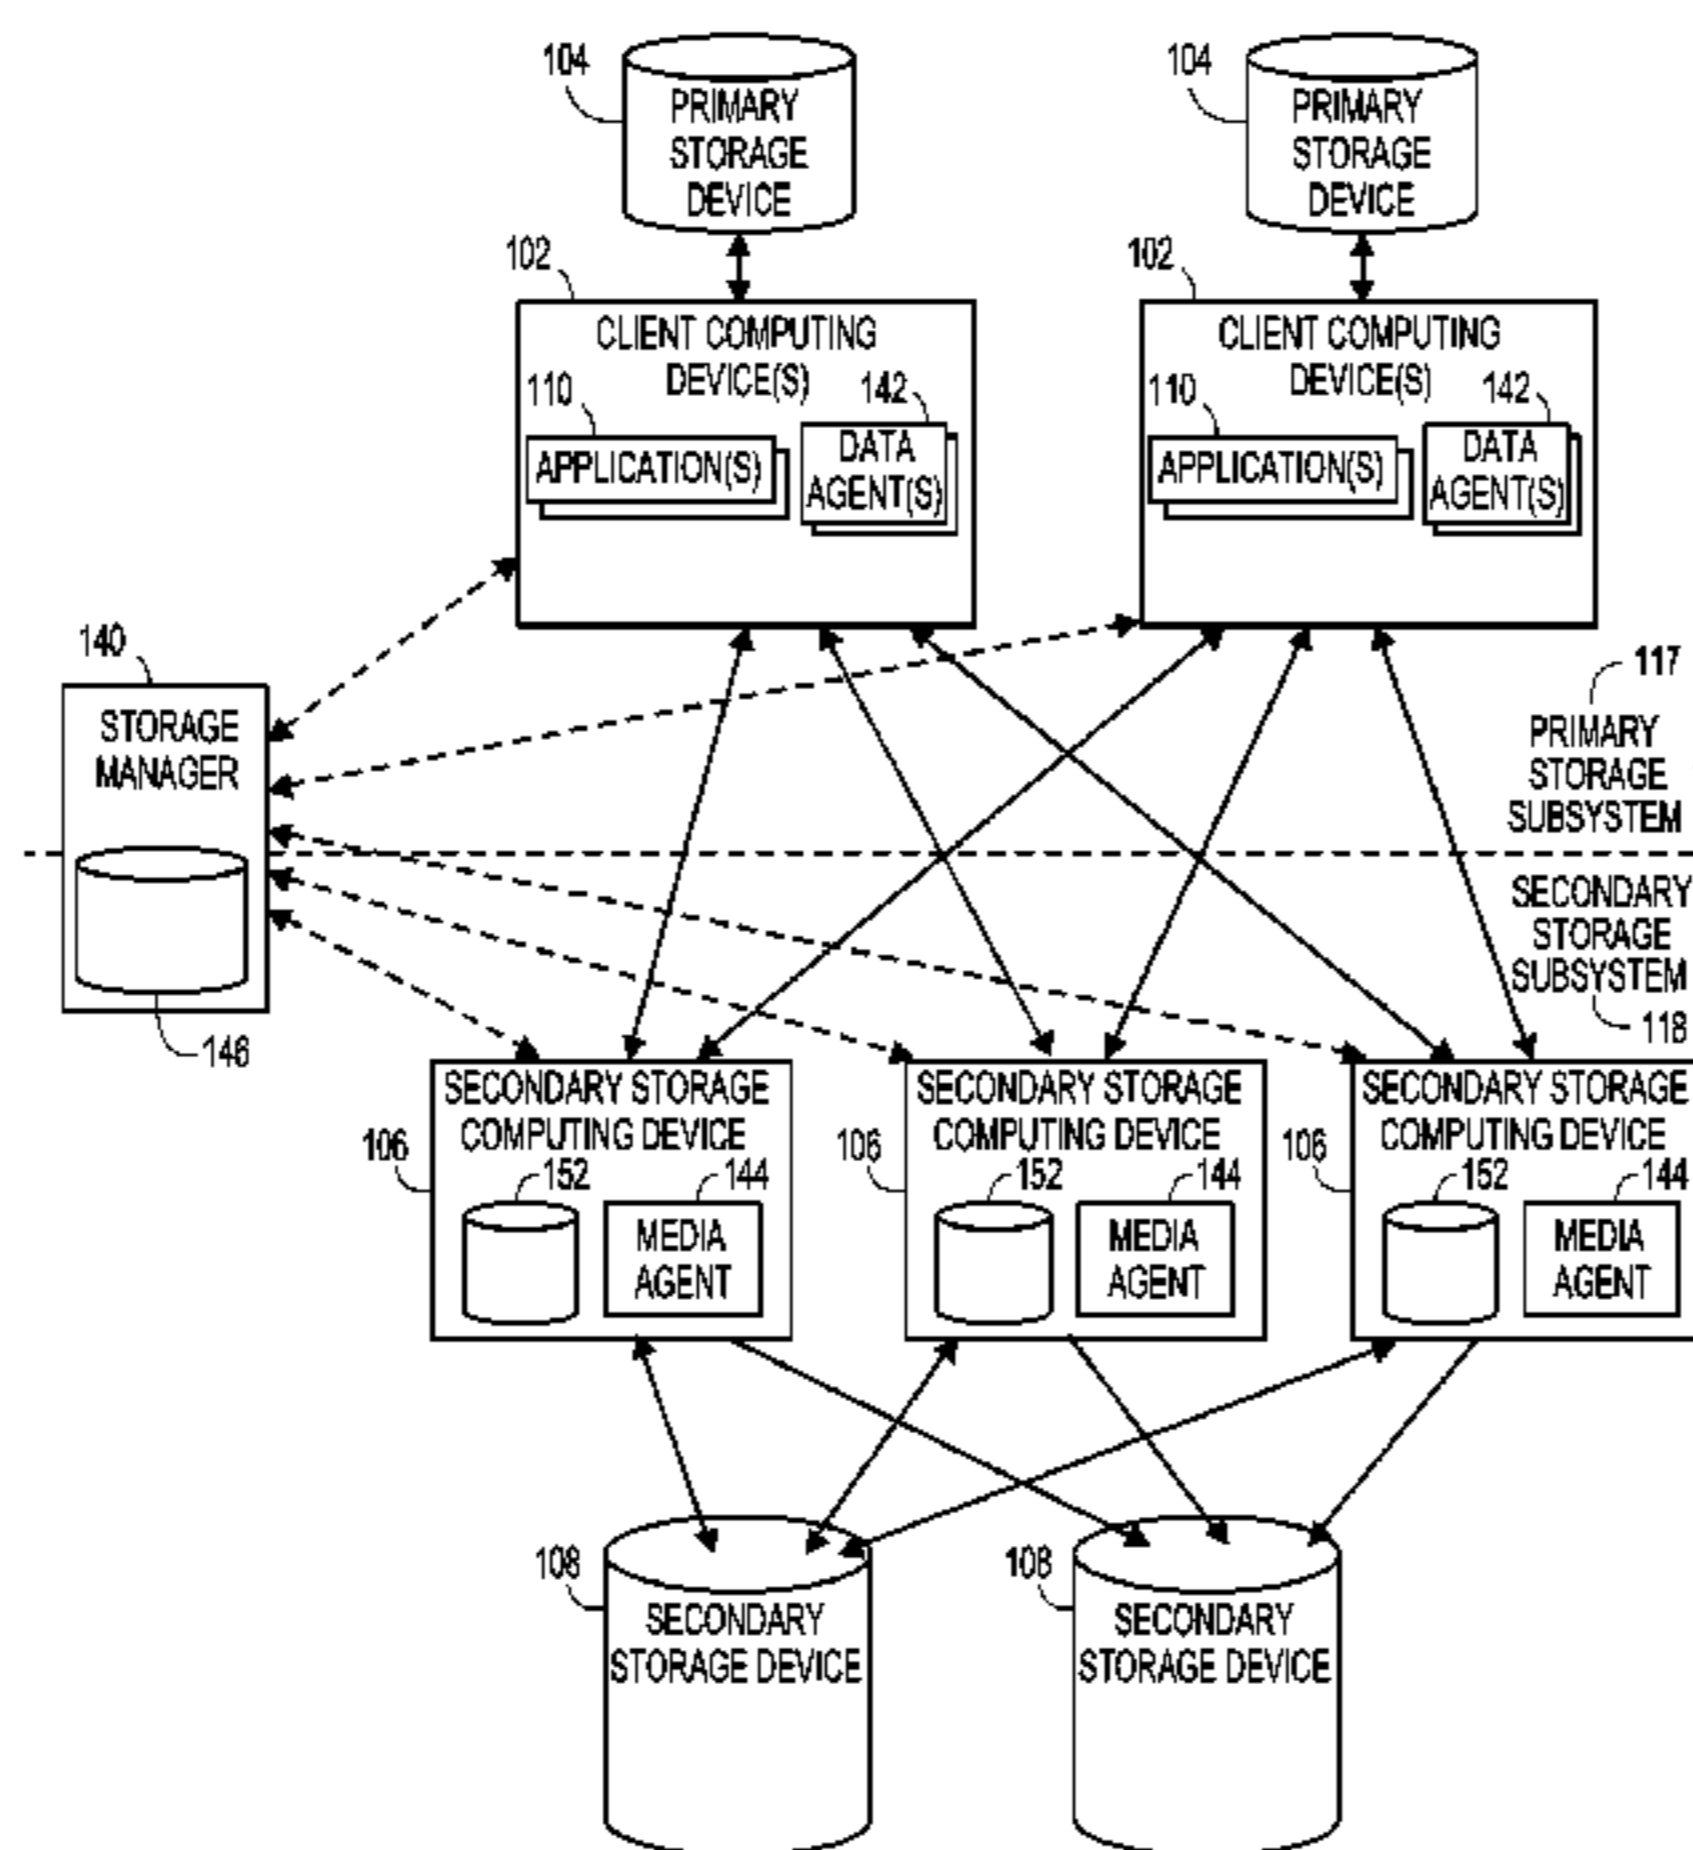 104
PRIMARY
STORAGE
DEVICE
104
PRIMARY
STORAGE
DEVICE
102
CLIENT COMPUTING
DEVICE(S)
110
142
APPLICATION(S)
DATA
AGENT(S)
102
CLIENT COMPUTING
DEVICE(S)
110
142
APPLICATION(S)
DATA
AGENT(S)
140
STORAGE
MANAGER
146
117
PRIMARY
STORAGE
SUBSYSTEM
SECONDARY
STORAGE
SUBSYSTEM
118
SECONDARY STORAGE
COMPUTING DEVICE
106
152
144
MEDIA
AGENT
SECONDARY STORAGE
COMPUTING DEVICE
106
152
144
MEDIA
AGENT
SECONDARY STORAGE
COMPUTING DEVICE
106
152
144
MEDIA
AGENT
108
SECONDARY
STORAGE DEVICE
108
SECONDARY
STORAGE DEVICE